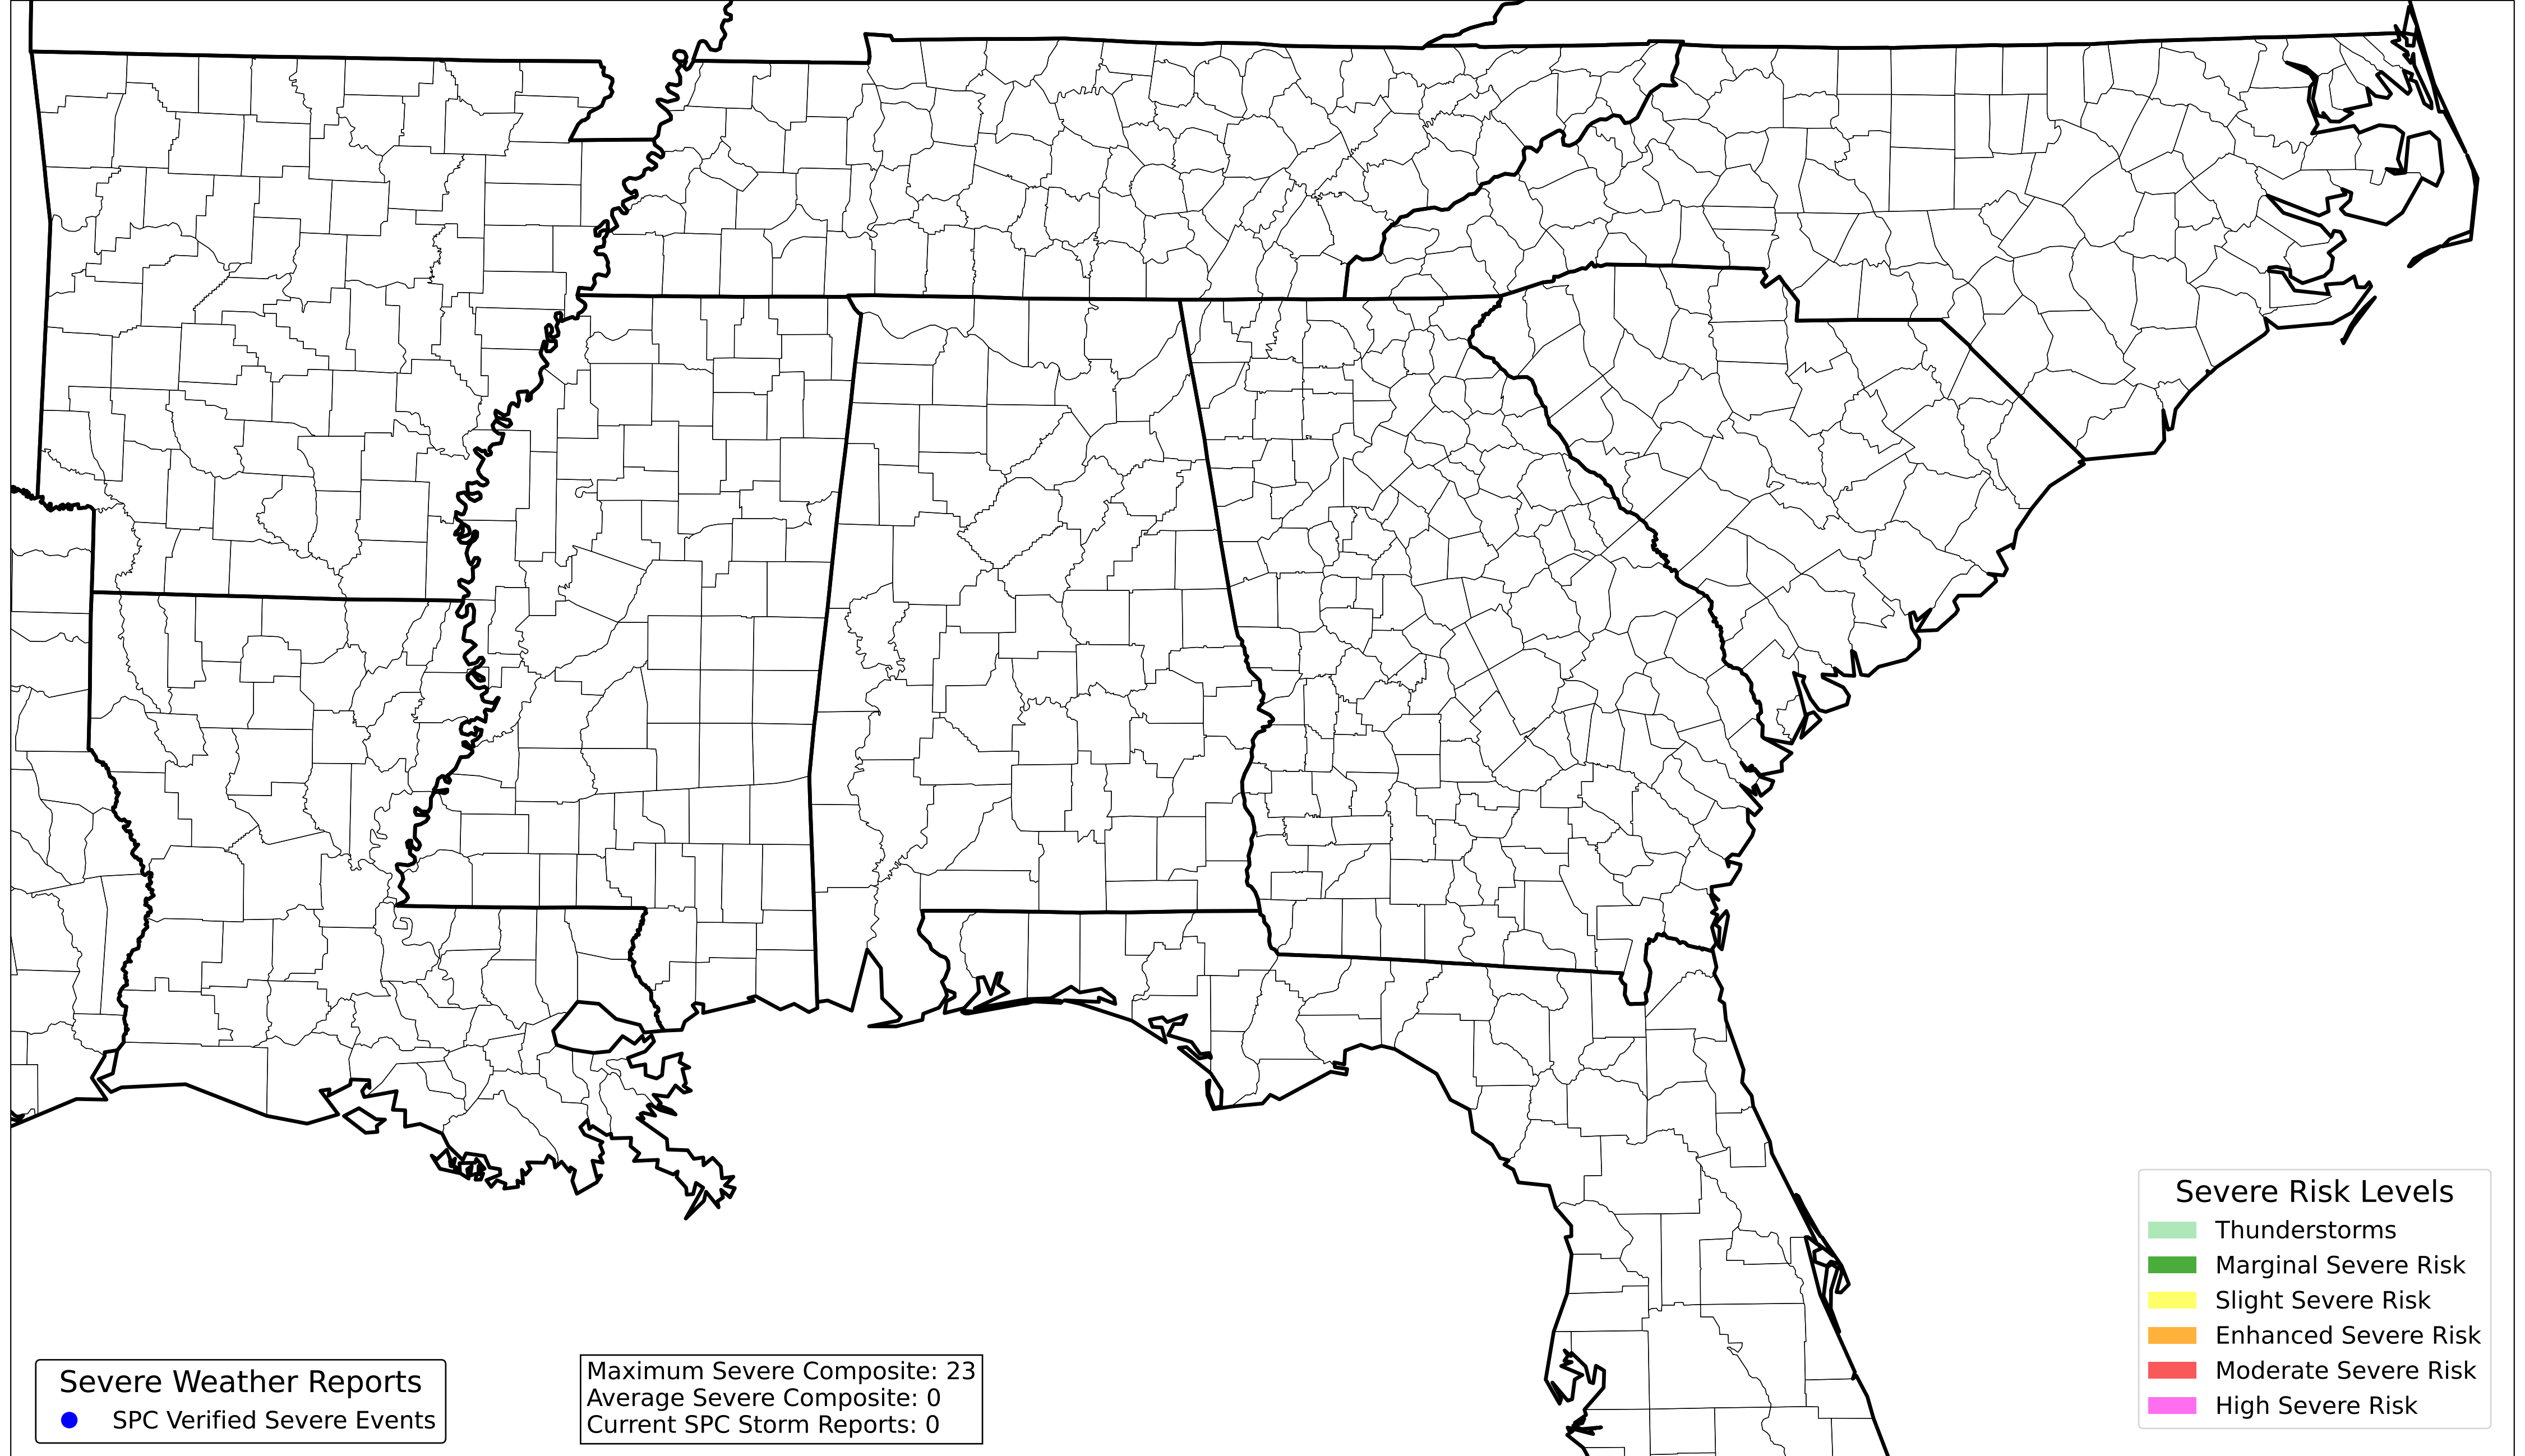 Severe Weather Reports
SPC Verified Severe Events
Maximum Severe Composite: 23
Average Severe Composite: 0
Current SPC Storm Reports: 0
Severe Risk Levels
Thunderstorms
Marginal Severe Risk
Slight Severe Risk
Enhanced Severe Risk
Moderate Severe Risk
High Severe Risk